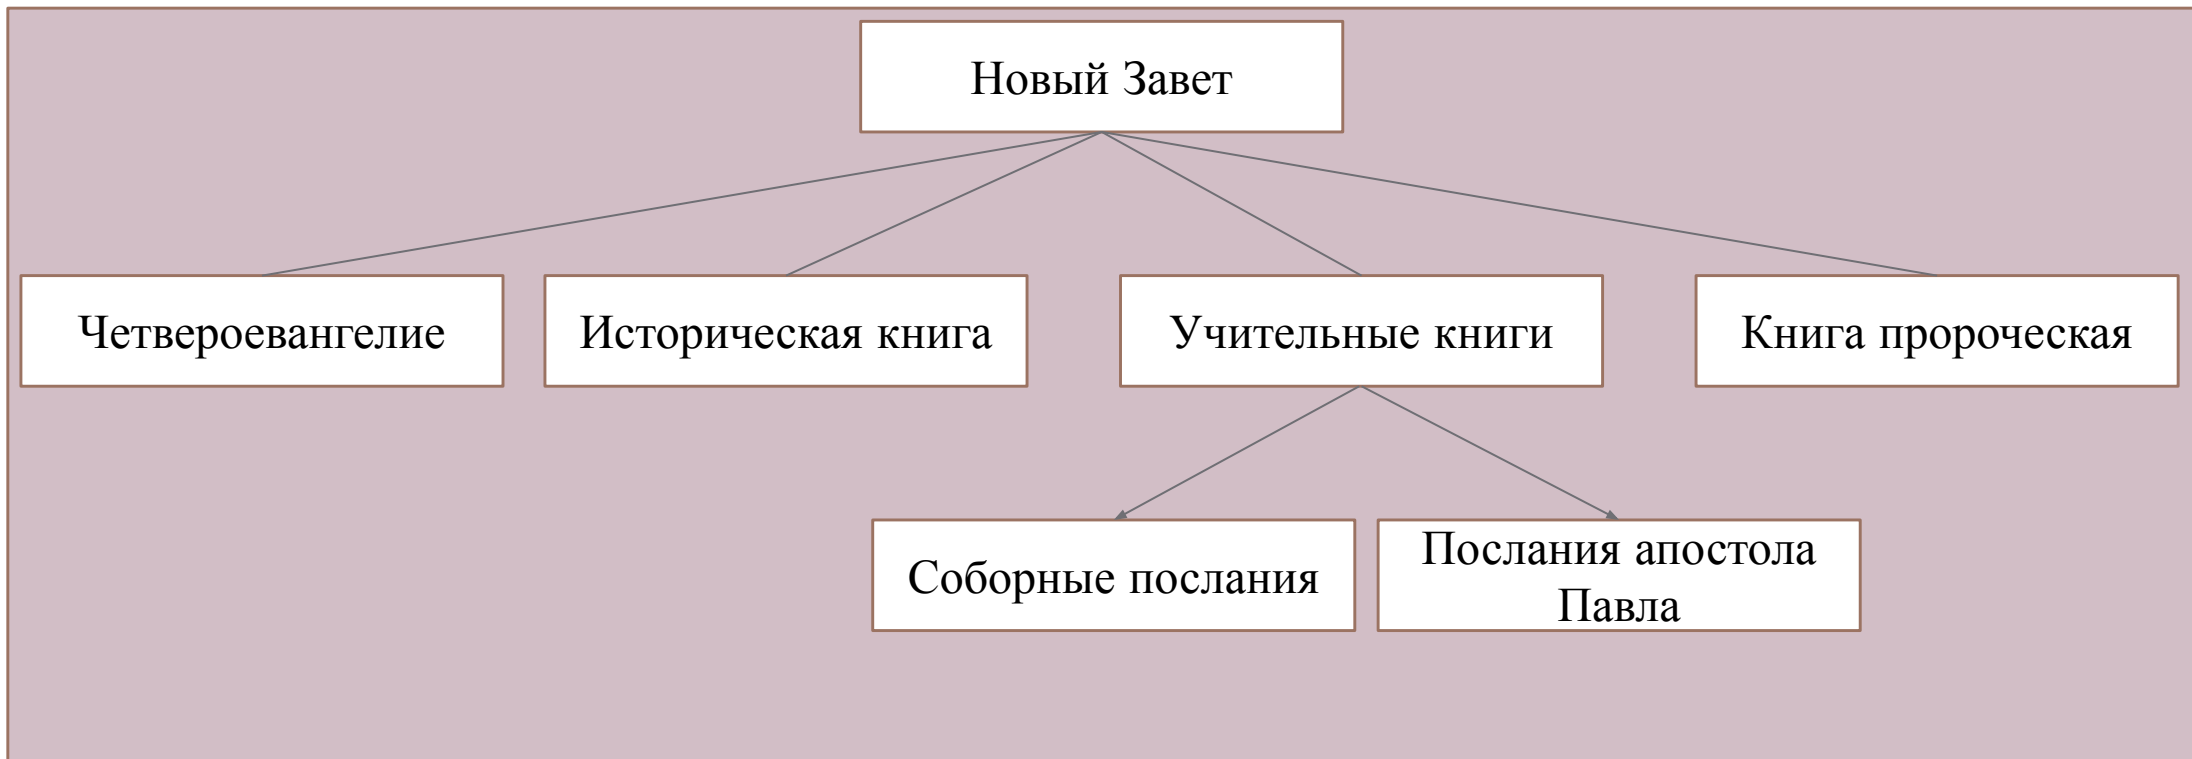 Новый Завет
Четвероевангелие
Историческая книга
Учительные книги
Книга пророческая
Соборные послания
Послания апостола
Павла